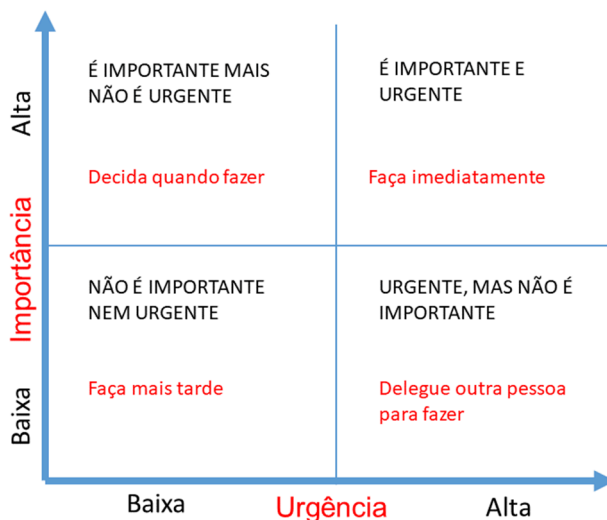 É IMPORTANTE MAIS
NÃO É URGENTE
Decida quando fazer
É IMPORTANTE E
URGENTE
Faça imediatamente
NÃO É IMPORTANTE
NEM URGENTE
Faça mais tarde
URGENTE, MAS NÃO É
IMPORTANTE
Delegue outra pessoa
para fazer
Alta
Importância
Baixa
Baixa
Urgência
Alta